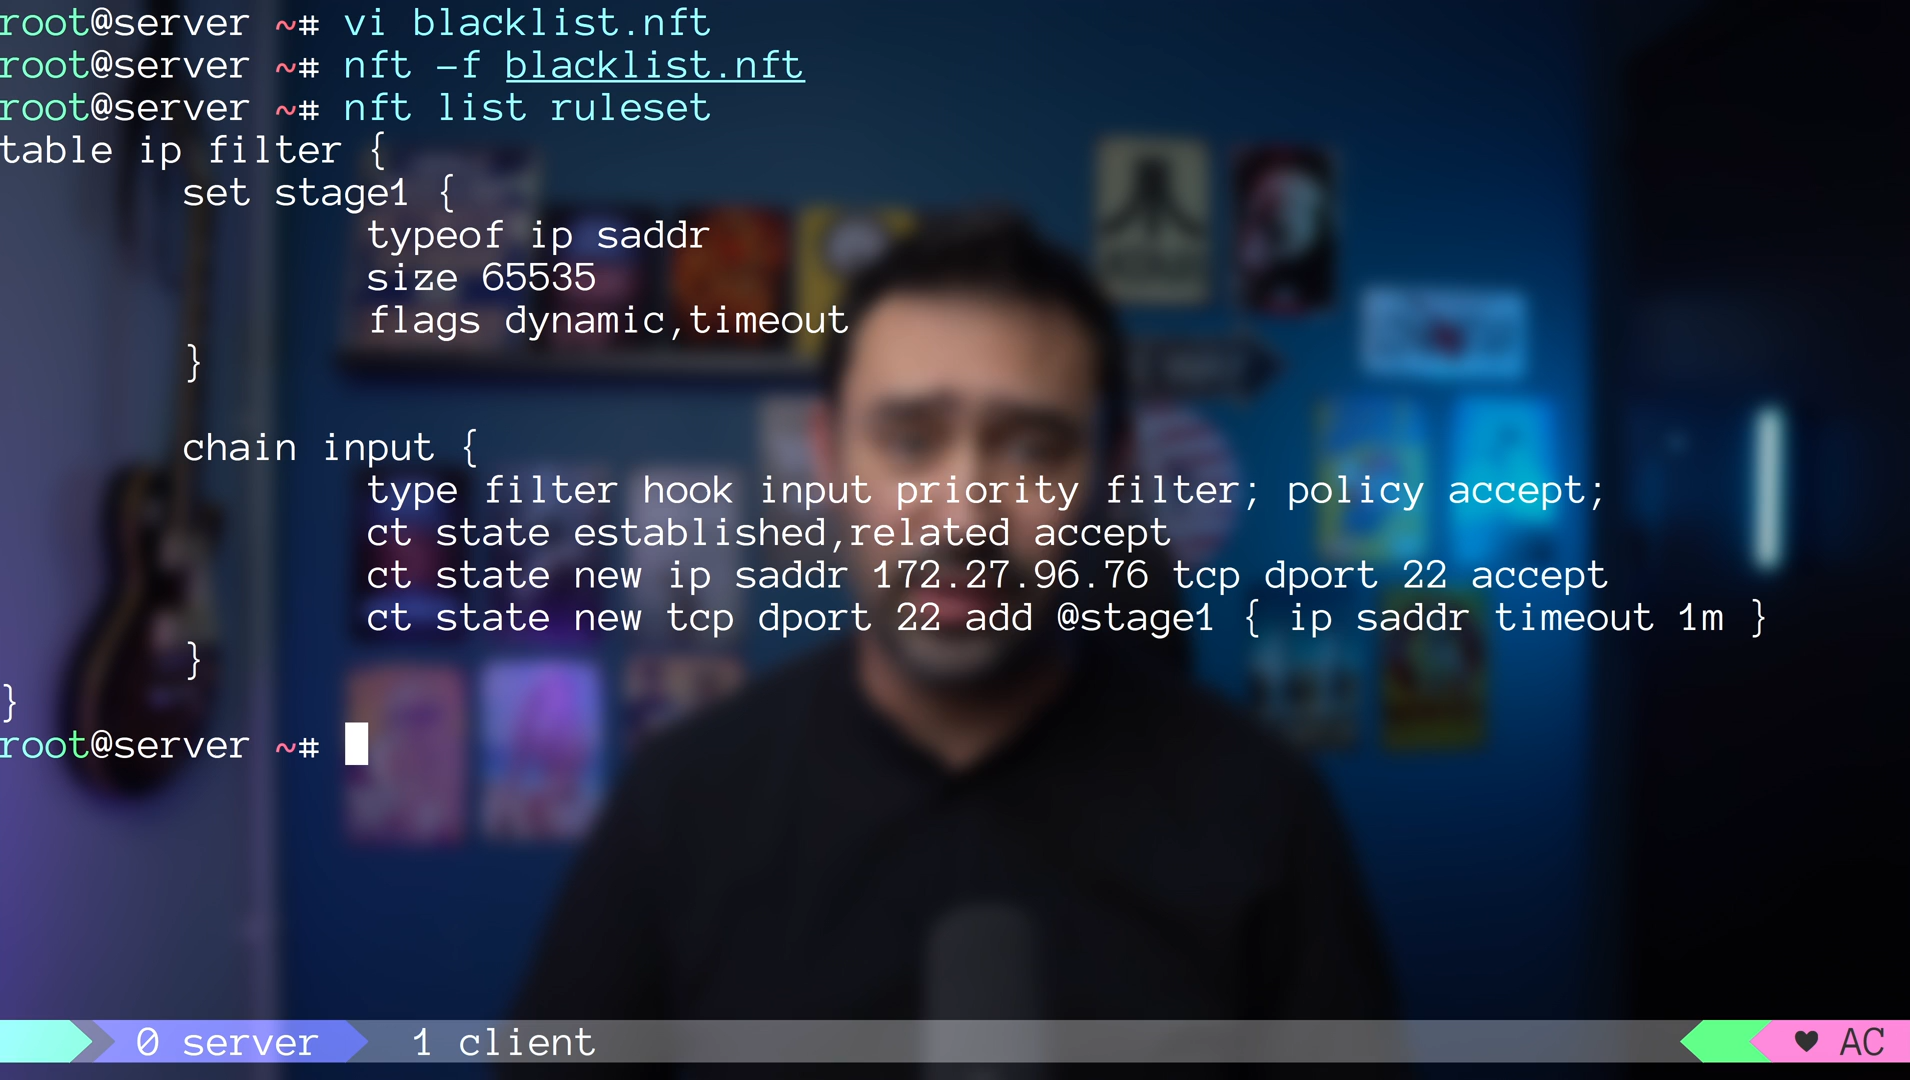 root@server ~# vi blacklist.nft
root@server ~# nft -f blacklist.nft
root@server ~# nft list ruleset
table ip filter {
        set stage1 {
                typeof ip saddr
                size 65535
                flags dynamic,timeout
        }

        chain input {
                type filter hook input priority filter; policy accept;
                ct state established,related accept
                ct state new ip saddr 172.27.96.76 tcp dport 22 accept
                ct state new tcp dport 22 add @stage1 { ip saddr timeout 1m }
        }
}
root@server ~#
0 server 1 client ♥ AC